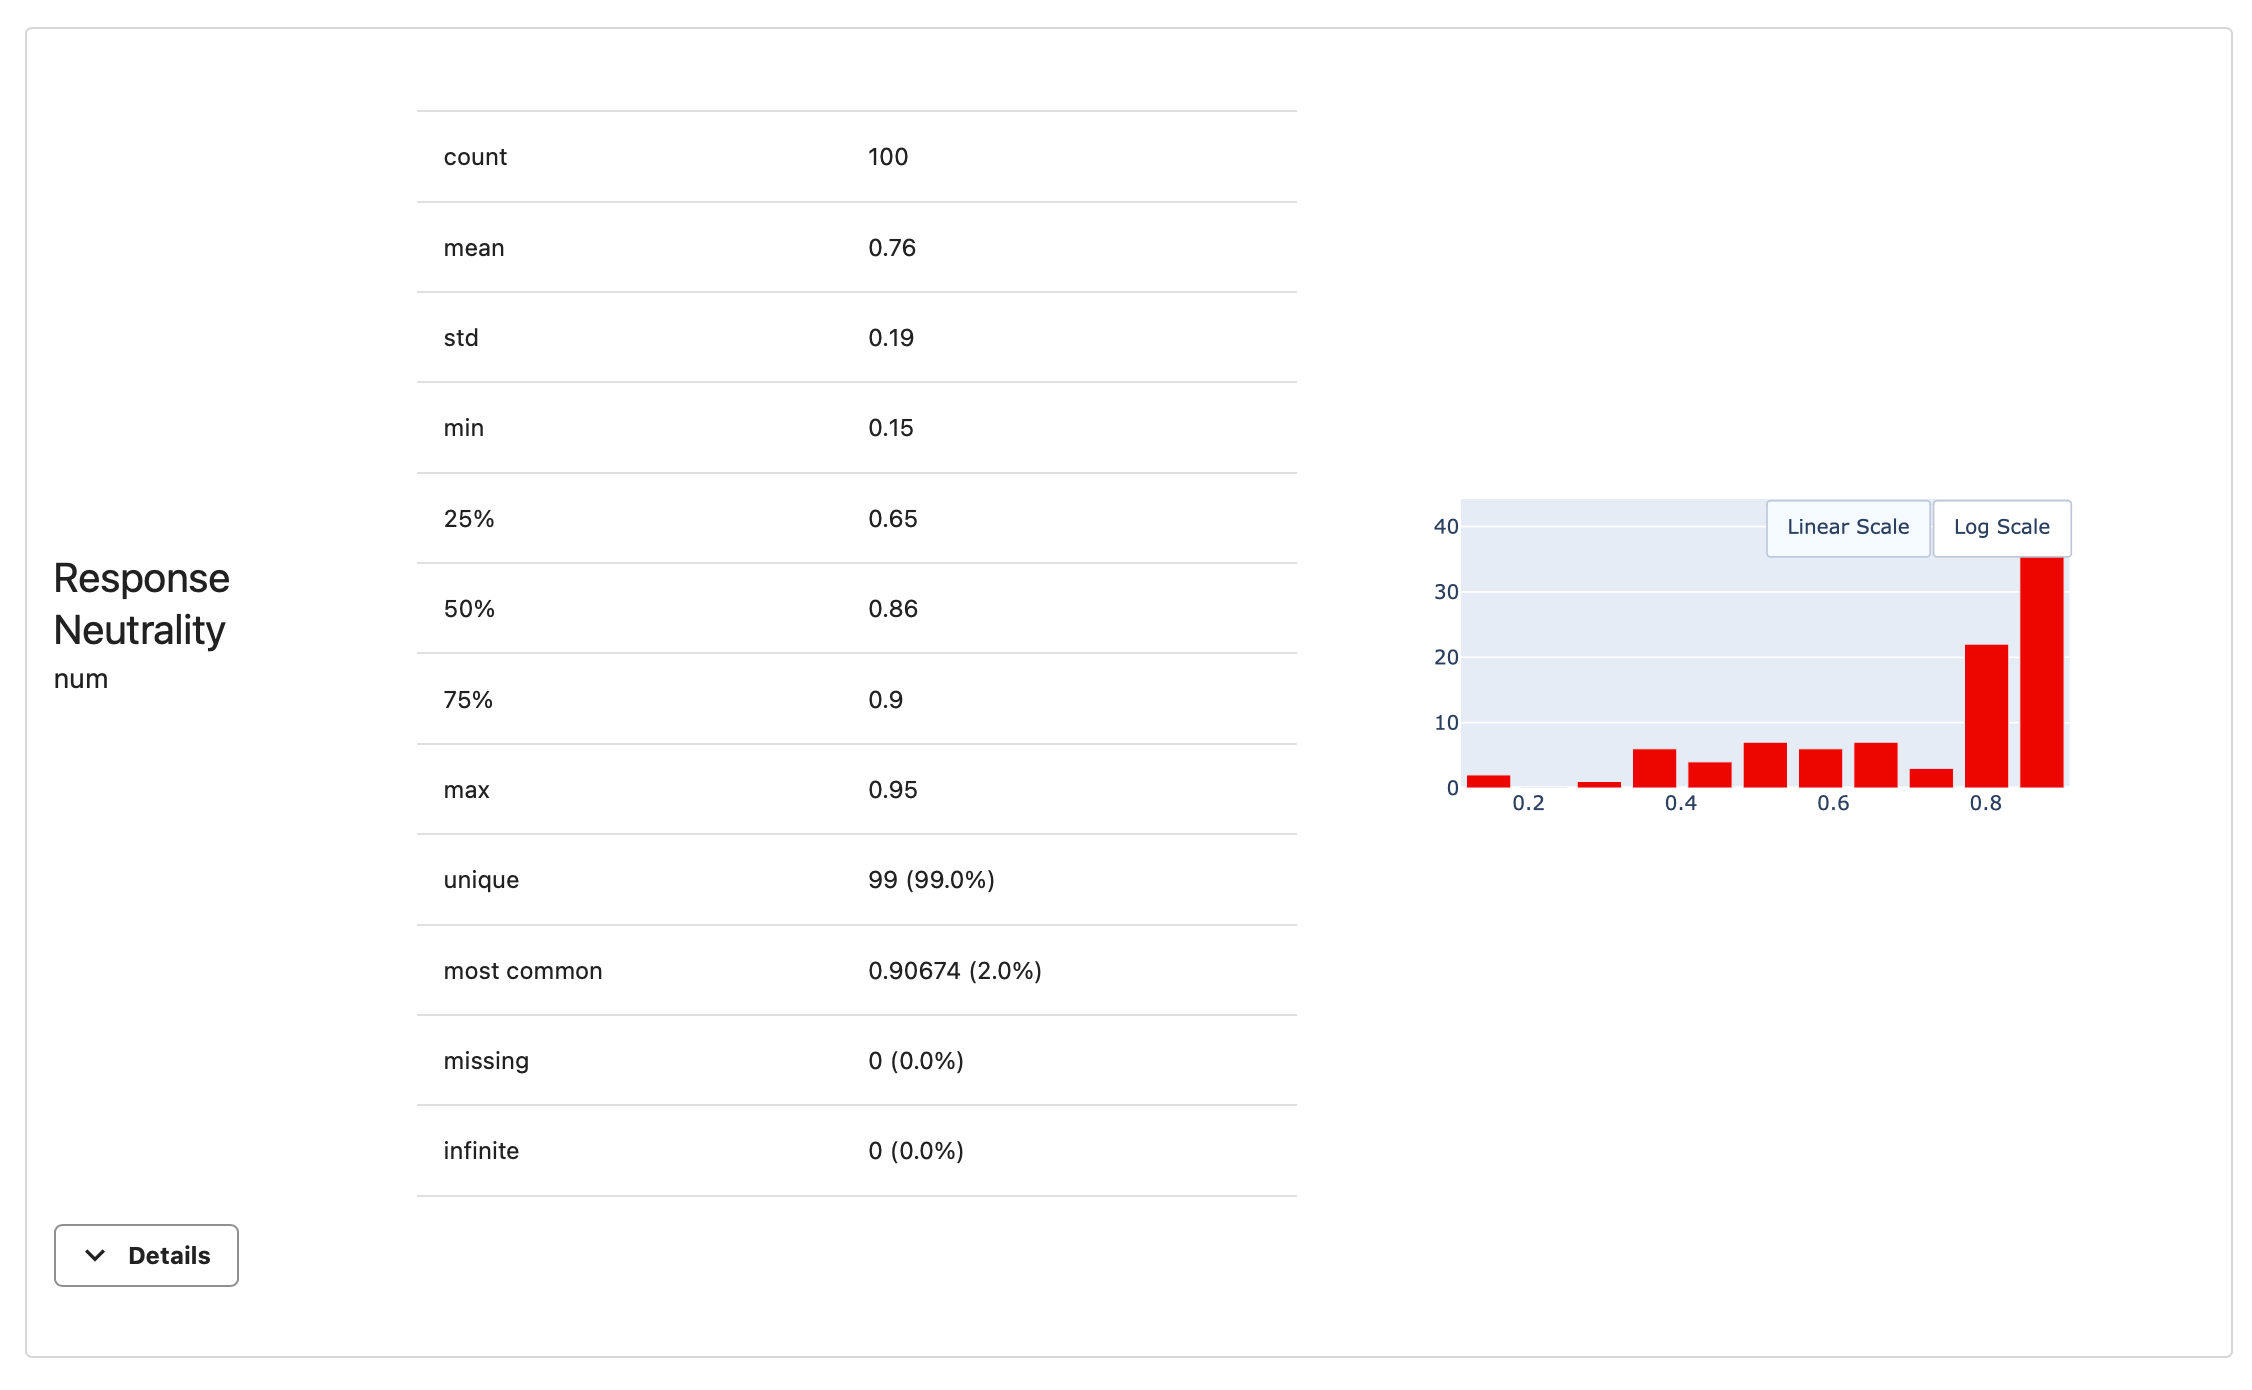 Response
Neutrality
num
count 100
mean 0.76
std 0.19
min 0.15
25% 0.65
50% 0.86
75% 0.9
max 0.95
unique 99 (99.0%)
most common 0.90674 (2.0%)
missing 0 (0.0%)
infinite 0 (0.0%)
Linear Scale Log Scale
40
30
20
10
0
0.2 0.4 0.6 0.8
Details